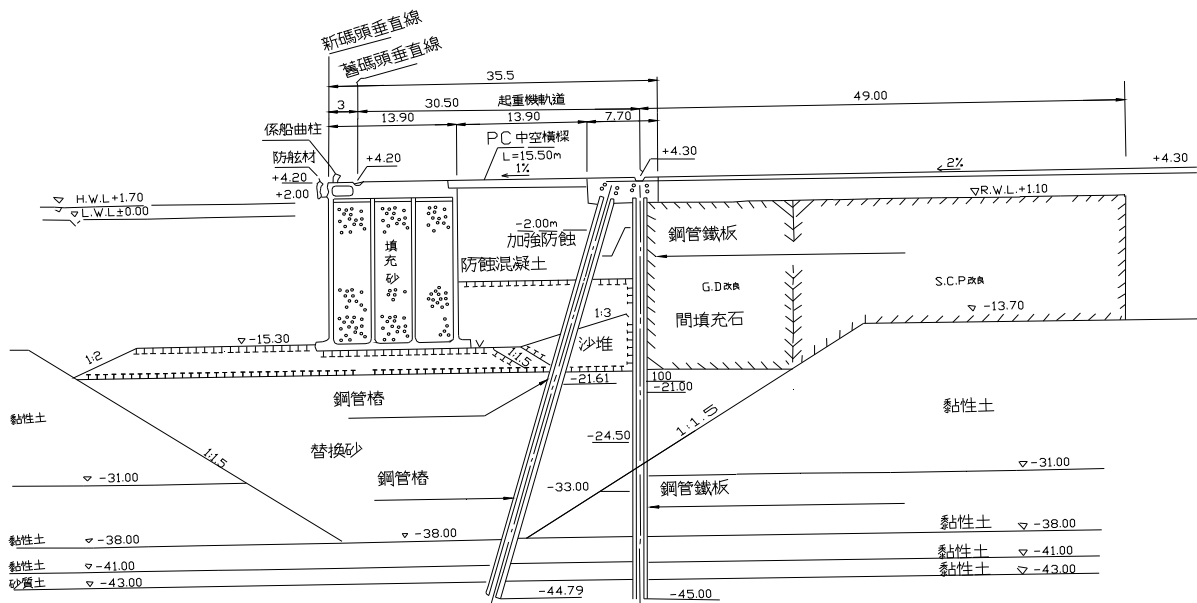 新碼頭垂直線
舊碼頭垂直線
35.5
3
30.50
起重機軌道
49.00
13.90
13.90
7.70
係船曲柱
PC中空橫樑
L=15.50m
1%
防舷材
+4.20
+4.30
2%
+4.30
+4.20
+2.00
H.W.L+1.70
L.W.L±0.00
R.W.L.+1.10
-2.00m
加強防蝕
鋼管鐵板
填充砂
防蝕混凝土
G.D改良
S.C.P改良
-13.70
1:3
間填充石
-15.30
沙堆
1:2
1:1.5
-21.61
100
-21.00
鋼管樁
1:1.5
黏性土
黏性土
-24.50
替換砂
1:1.5
-31.00
鋼管樁
-33.00
鋼管鐵板
-31.00
黏性土
-38.00
-38.00
黏性土
-38.00
黏性土
-41.00
黏性土
-41.00
砂質土
-43.00
黏性土
-43.00
-44.79
-45.00